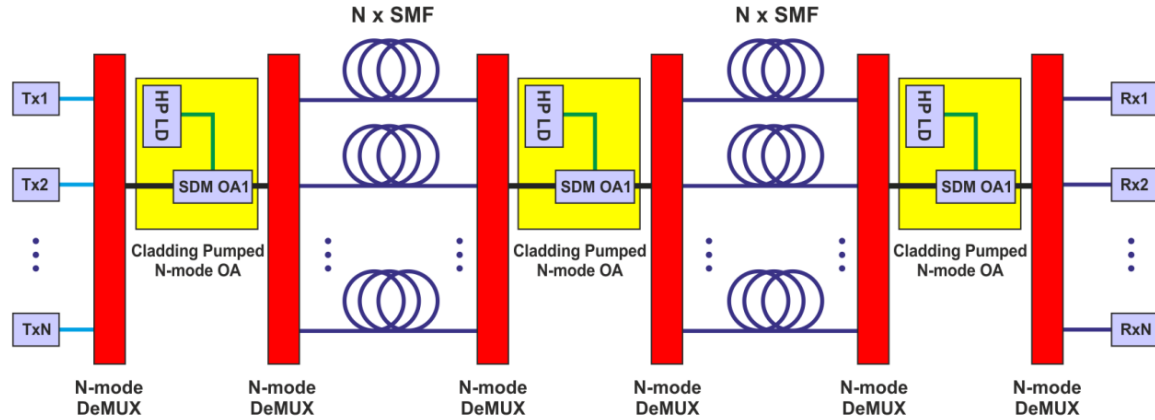 N x SMF
N x SMF
Tx1
HP LD
HP LD
HP LD
Rx1
Tx2
SDM OA1
SDM OA1
SDM OA1
Rx2
Cladding Pumped
N-mode OA
Cladding Pumped
N-mode OA
Cladding Pumped
N-mode OA
TxN
RxN
N-mode
DeMUX
N-mode
DeMUX
N-mode
DeMUX
N-mode
DeMUX
N-mode
DeMUX
N-mode
DeMUX